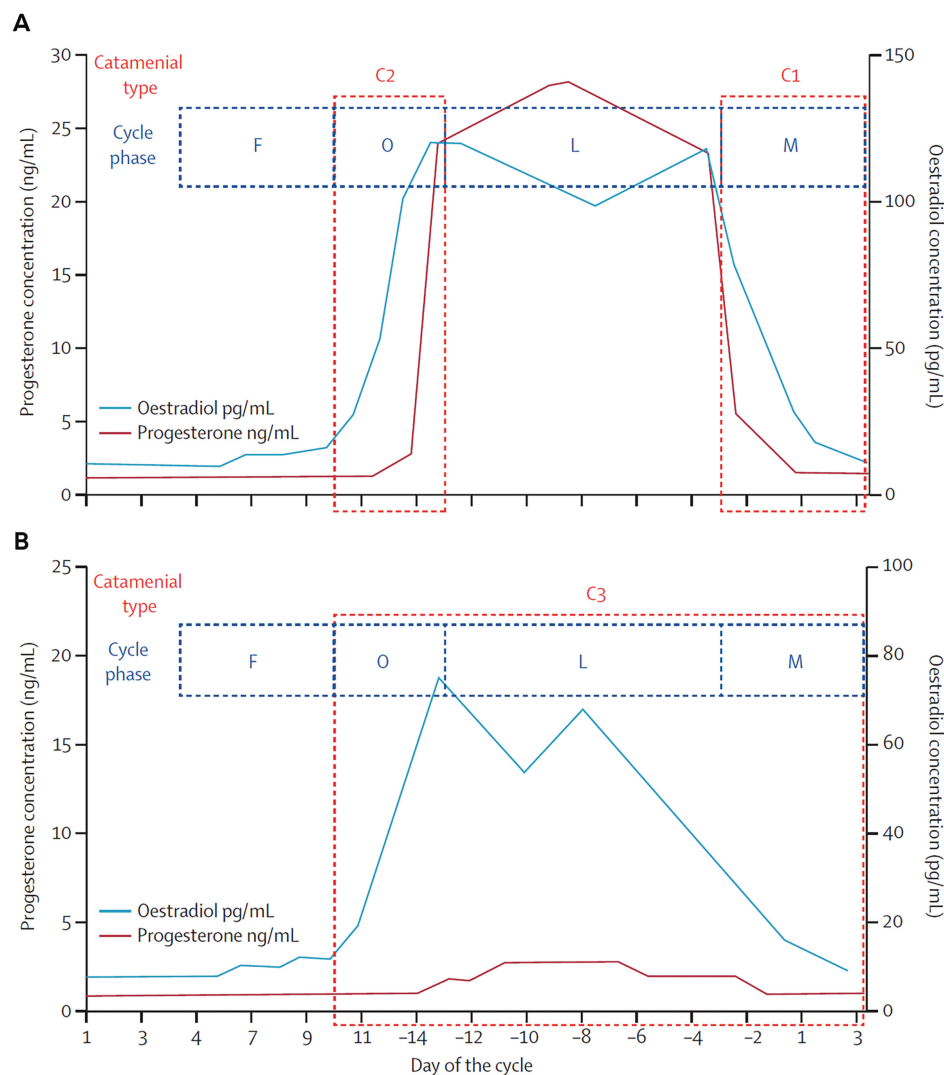 A
Catamenial
type
C2
C1
Cycle
phase
F
O
L
M
30
25
20
15
10
5
0
Progesterone concentration (ng/mL)
150
100
50
0
Oestradiol concentration (pg/mL)
Oestradiol pg/mL
Progesterone ng/mL
B
Catamenial
type
C3
Cycle
phase
F
O
L
M
25
20
15
10
5
0
Progesterone concentration (ng/mL)
100
80
60
40
20
0
Oestradiol concentration (pg/mL)
Oestradiol pg/mL
Progesterone ng/mL
1 3 4 7 9 11 –14 –12 –10 –8 –6 –4 –2 1 3
Day of the cycle